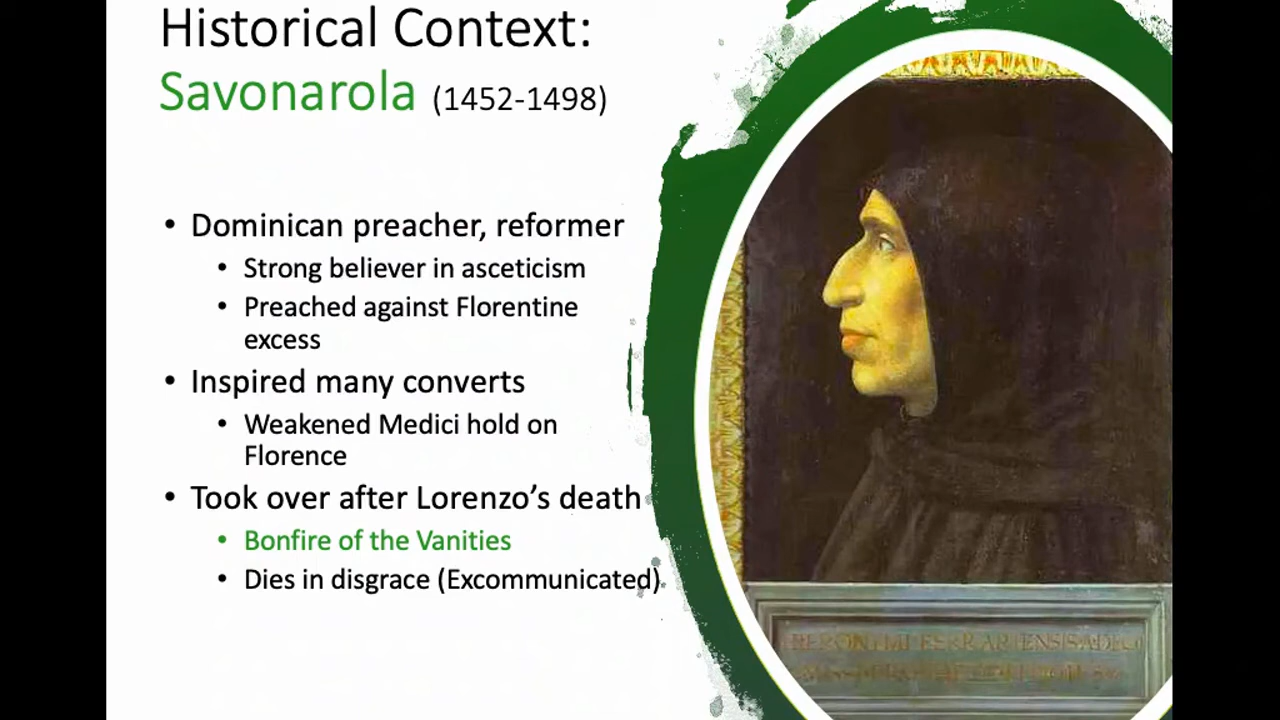 Historical Context:
Savonarola (1452-1498)
• Dominican preacher, reformer
• Strong believer in asceticism
• Preached against Florentine
excess
• Inspired many converts
• Weakened Medici hold on
Florence
• Took over after Lorenzo’s death
• Bonfire of the Vanities
• Dies in disgrace (Excommunicated)